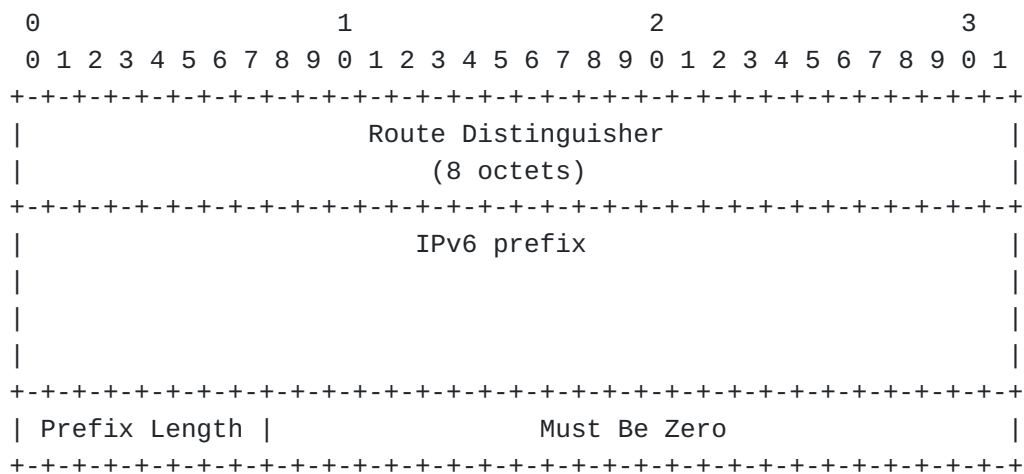 0                   1                   2                   3
 0 1 2 3 4 5 6 7 8 9 0 1 2 3 4 5 6 7 8 9 0 1 2 3 4 5 6 7 8 9 0 1
+-+-+-+-+-+-+-+-+-+-+-+-+-+-+-+-+-+-+-+-+-+-+-+-+-+-+-+-+-+-+-+-+
|                      Route Distinguisher                      |
|                          (8 octets)                           |
+-+-+-+-+-+-+-+-+-+-+-+-+-+-+-+-+-+-+-+-+-+-+-+-+-+-+-+-+-+-+-+-+
|                         IPv6 prefix                           |
|                                                               |
|                                                               |
|                                                               |
+-+-+-+-+-+-+-+-+-+-+-+-+-+-+-+-+-+-+-+-+-+-+-+-+-+-+-+-+-+-+-+-+
| Prefix Length |                 Must Be Zero                  |
+-+-+-+-+-+-+-+-+-+-+-+-+-+-+-+-+-+-+-+-+-+-+-+-+-+-+-+-+-+-+-+-+